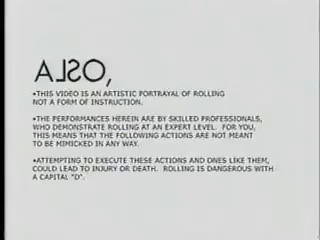 ALSO,
•THIS VIDEO IS AN ARTISTIC PORTRAYAL OF ROLLING
NOT A FORM OF INSTRUCTION.
•THE PERFORMANCES HEREIN ARE BY SKILLED PROFESSIONALS,
WHO DEMONSTRATE ROLLING AT AN EXPERT LEVEL. FOR YOU,
THIS MEANS THAT THE FOLLOWING ACTIONS ARE NOT MEANT
TO BE MIMICKED IN ANY WAY.
•ATTEMPTING TO EXECUTE THESE ACTIONS AND ONES LIKE THEM,
COULD LEAD TO INJURY OR DEATH. ROLLING IS DANGEROUS WITH
A CAPITAL "D".